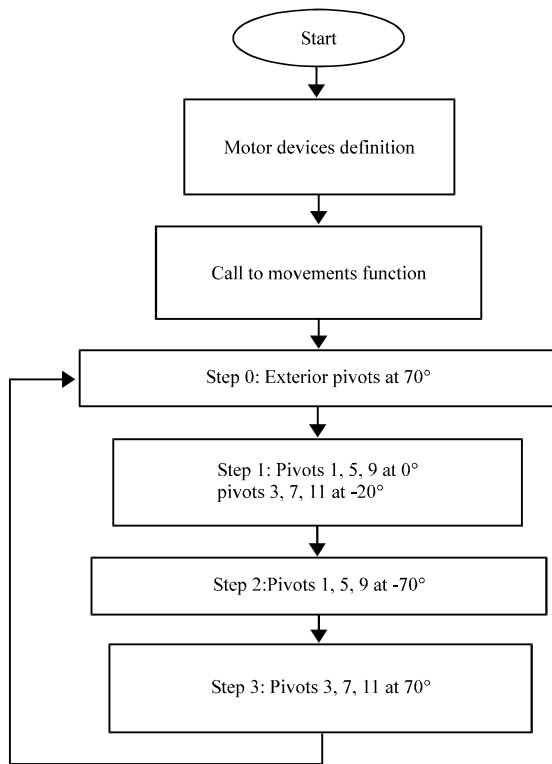 Start
Motor devices definition
Call to movements function
Step 0: Exterior pivots at 70°
Step 1: Pivots 1, 5, 9 at 0°
pivots 3, 7, 11 at -20°
Step 2:Pivots 1, 5, 9 at -70°
Step 3: Pivots 3, 7, 11 at 70°